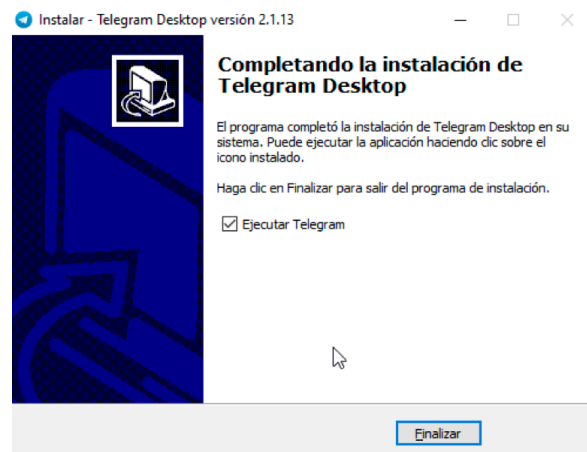 Instalar - Telegram Desktop versión 2.1.13
Completando la instalación de
Telegram Desktop
El programa completó la instalación de Telegram Desktop en su
sistema. Puede ejecutar la aplicación haciendo clic sobre el
icono instalado.
Haga clic en Finalizar para salir del programa de instalación.
Ejecutar Telegram
Finalizar